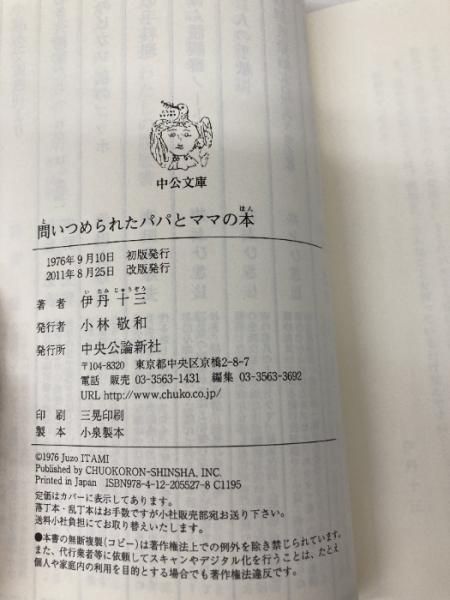 中公文庫
問いつめられたパパとママの本
1976年9月10日 初版発行
2011年8月25日 改版発行
著者 伊丹十三
発行者 小林敬和
発行所 中央公論新社
〒104-8320 東京都中央区京橋2-8-7
電話 販売 03-3563-1431 編集 03-3563-3692
URL http://www.chuko.co.jp/
印刷 三晃印刷
製本 小泉製本
©1976 Juzo ITAMI
Published by CHUOKORON-SHINSHA, INC.
Printed in Japan ISBN978-4-12-205527-8 C1195
定価はカバーに表示してあります。
落丁本・乱丁本はお手数ですが小社販売部宛お送り下さい。
送料小社負担にてお取り替えいたします。
●本書の無断複製(コピー)は著作権法上での例外を除き禁じられています。
また、代行業者等に依頼してスキャンやデジタル化を行うことは、たとえ
個人や家庭内の利用を目的とする場合でも著作権法違反です。